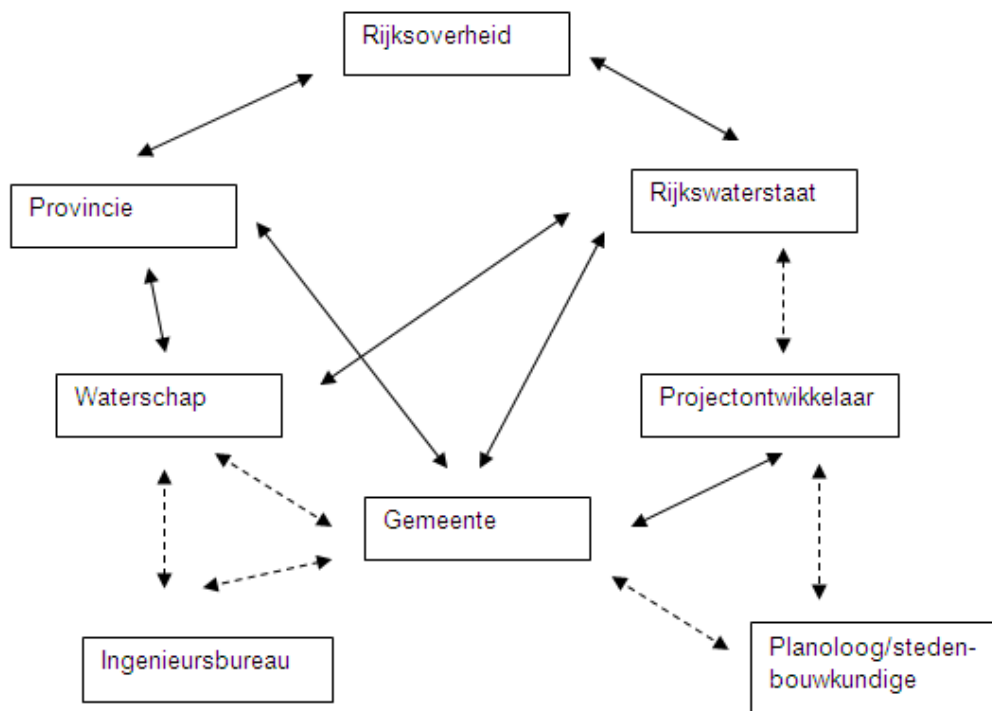 Rijksoverheid
Provincie
Rijkswaterstaat
Waterschap
Projectontwikkelaar
Gemeente
Ingenieursbureau
Planoloog/steden-
bouwkundige